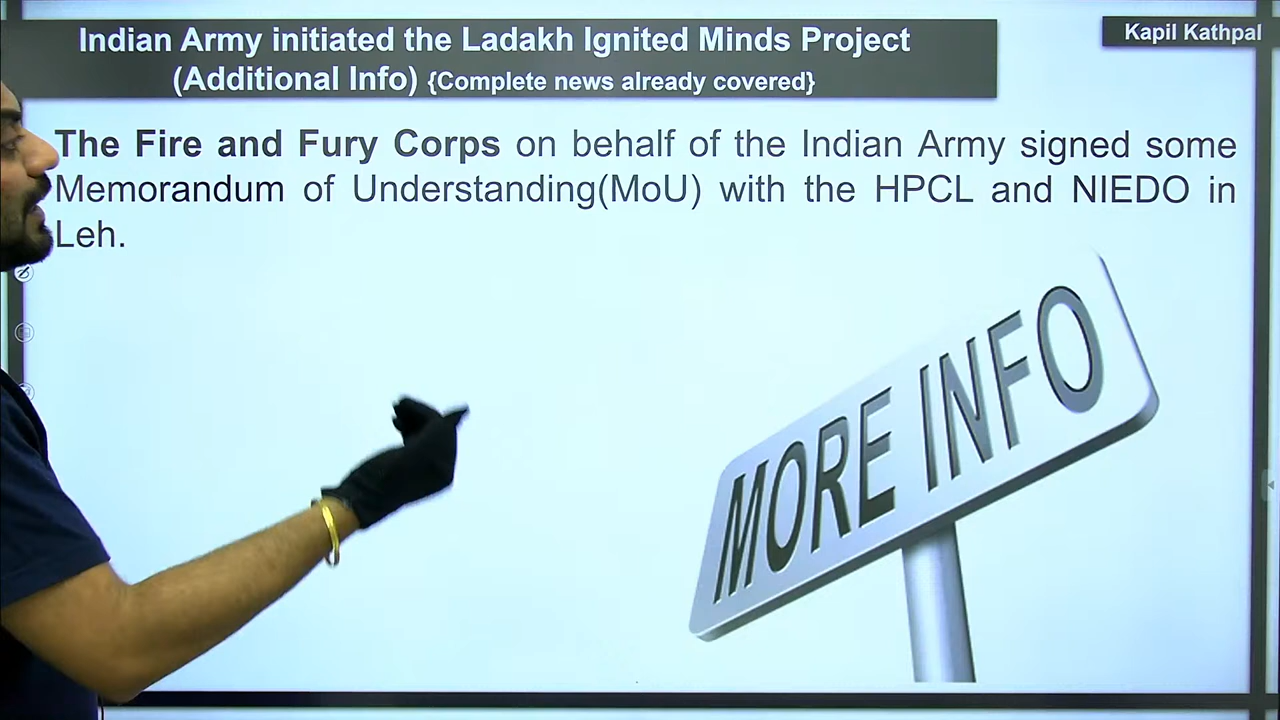 Indian Army initiated the Ladakh Ignited Minds Project
(Additional Info) {Complete news already covered}
Kapil Kathpal
The Fire and Fury Corps on behalf of the Indian Army signed some
Memorandum of Understanding(MoU) with the HPCL and NIEDO in
Leh.
MORE INFO